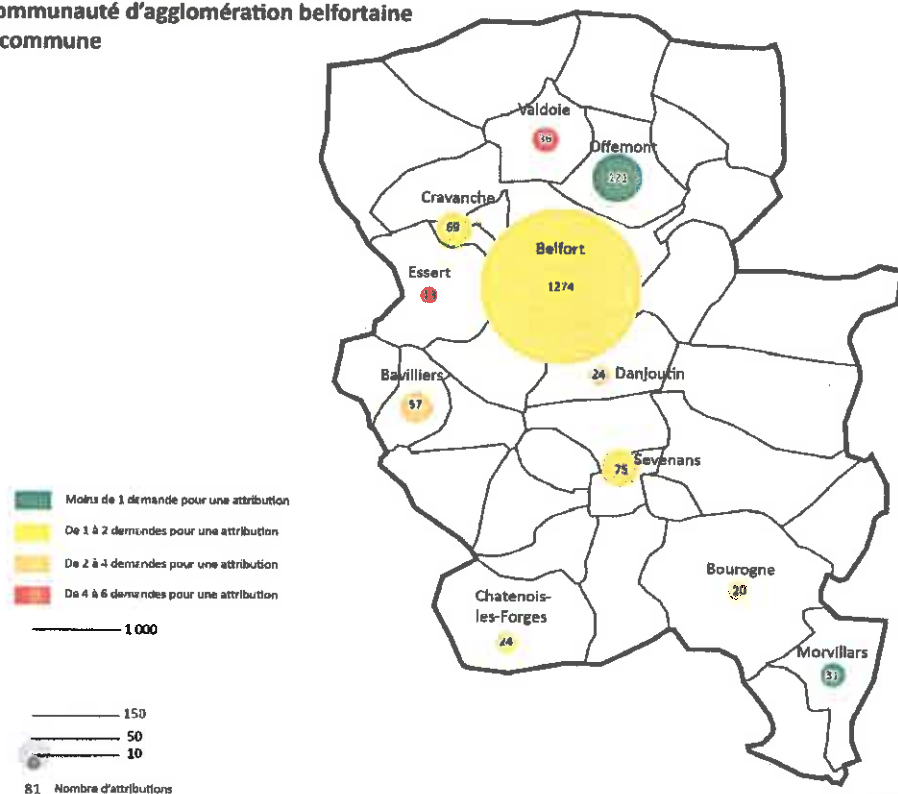 ommunauté d'agglomération belfortaine
commune
Valdoie
36
Offemont
Cravanche
69
Belfort
1274
Essert
Bavilliers
57
24 Danjoutin
Sevenans
75
Bourogne
20
Chatenois-
les-Forges
24
Morvillars
31
Moins de 1 demande pour une attribution
De 1 à 2 demandes pour une attribution
De 2 à 4 demandes pour une attribution
De 4 à 6 demandes pour une attribution
1 000
150
50
10
81 Nombre d'attributions